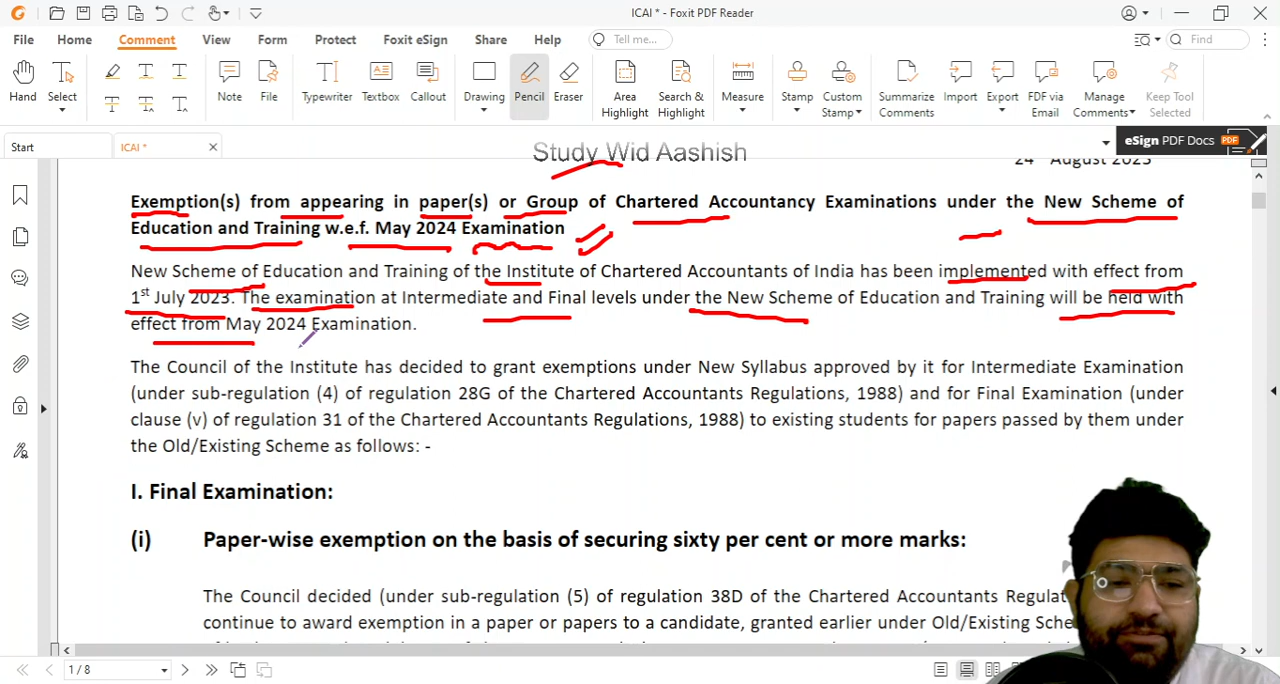 ICAI * - Foxit PDF Reader
File Home Comment View Form Protect Foxit eSign Share Help Tell me... Find
Hand Select Note File Typewriter Textbox Callout Drawing Pencil Eraser Area Highlight Search & Highlight Measure Stamp Custom Stamp Summarize Comments Import Export FDF via Email Manage Comments Keep Tool Selected
Start ICAI * eSign PDF Docs PDF
Study Wid Aashish
24 August 2023
Exemption(s) from appearing in paper(s) or Group of Chartered Accountancy Examinations under the New Scheme of
Education and Training w.e.f. May 2024 Examination
New Scheme of Education and Training of the Institute of Chartered Accountants of India has been implemented with effect from
1st July 2023. The examination at Intermediate and Final levels under the New Scheme of Education and Training will be held with
effect from May 2024 Examination.
The Council of the Institute has decided to grant exemptions under New Syllabus approved by it for Intermediate Examination
(under sub-regulation (4) of regulation 28G of the Chartered Accountants Regulations, 1988) and for Final Examination (under
clause (v) of regulation 31 of the Chartered Accountants Regulations, 1988) to existing students for papers passed by them under
the Old/Existing Scheme as follows: -
I. Final Examination:
(i) Paper-wise exemption on the basis of securing sixty per cent or more marks:
The Council decided (under sub-regulation (5) of regulation 38D of the Chartered Accountants
continue to award exemption in a paper or papers to a candidate, granted earlier under Old/Existing
1 / 8